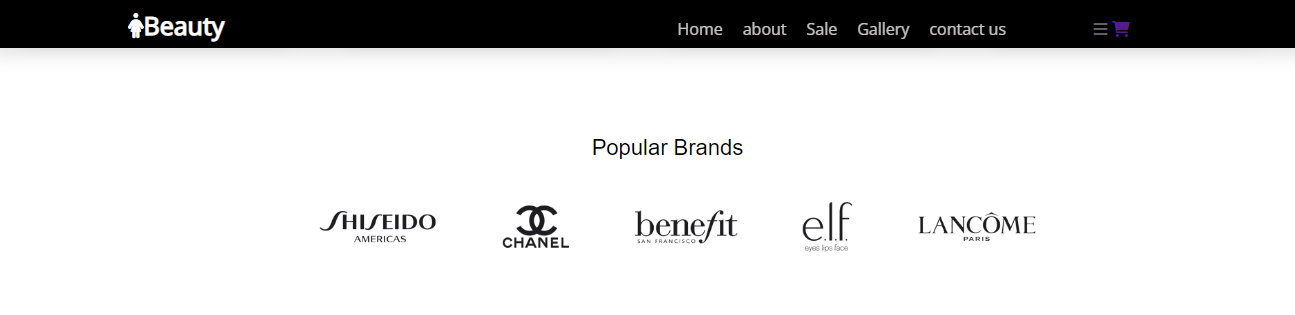 Beauty Home about Sale Gallery contact us
Popular Brands
SHISEIDO CHANEL benefit e.l.f. LANCÔME
AMERICAS SAN FRANCISCO eyes lips face PARIS